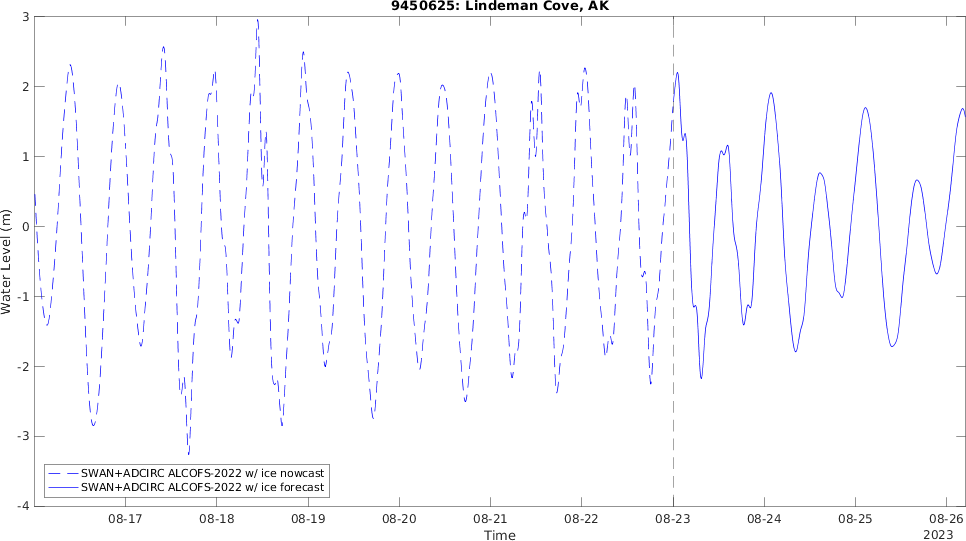 9450625: Lindeman Cove, AK
3
2
1
0
-1
-2
-3
-4
Water Level (m)
SWAN+ADCIRC ALCOFS-2022 w/ ice nowcast
SWAN+ADCIRC ALCOFS-2022 w/ ice forecast
08-17 08-18 08-19 08-20 08-21 08-22 08-23 08-24 08-25 08-26
Time
2023